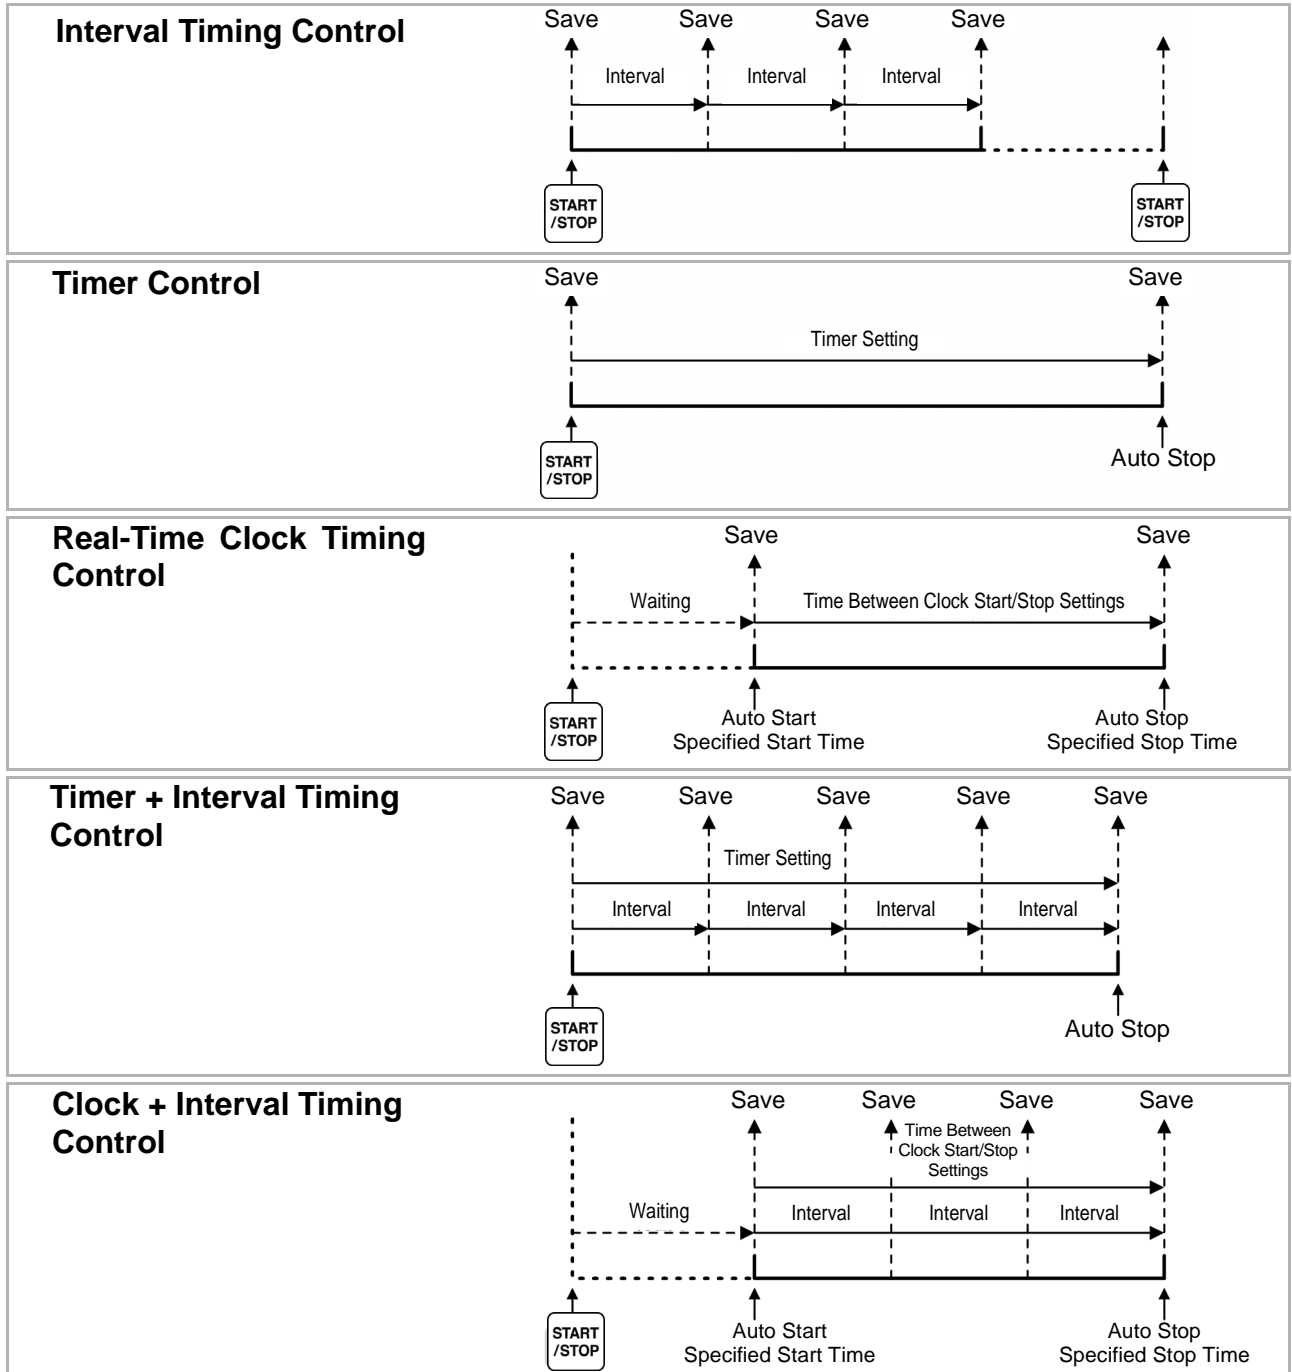 Interval Timing Control
Save Save Save Save
Interval Interval Interval
START
/STOP
START
/STOP
Timer Control
Save Save
Timer Setting
START
/STOP
Auto Stop
Real-Time Clock Timing
Control
Save Save
Waiting Time Between Clock Start/Stop Settings
START
/STOP
Auto Start
Specified Start Time
Auto Stop
Specified Stop Time
Timer + Interval Timing
Control
Save Save Save Save Save
Timer Setting
Interval Interval Interval Interval
START
/STOP
Auto Stop
Clock + Interval Timing
Control
Save Save Save Save
Time Between
Clock Start/Stop
Settings
Waiting Interval Interval Interval
START
/STOP
Auto Start
Specified Start Time
Auto Stop
Specified Stop Time